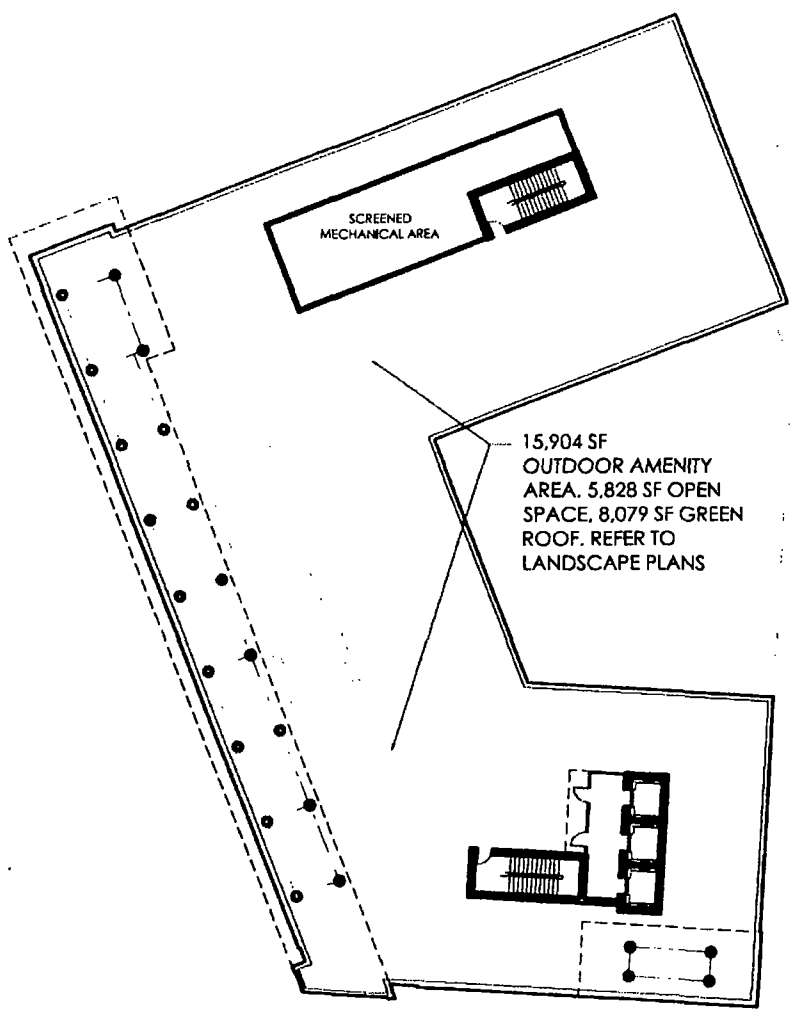 SCREENED
MECHANICAL AREA
15,904 SF
OUTDOOR AMENITY
AREA. 5,828 SF OPEN
SPACE, 8,079 SF GREEN
ROOF. REFER TO
LANDSCAPE PLANS